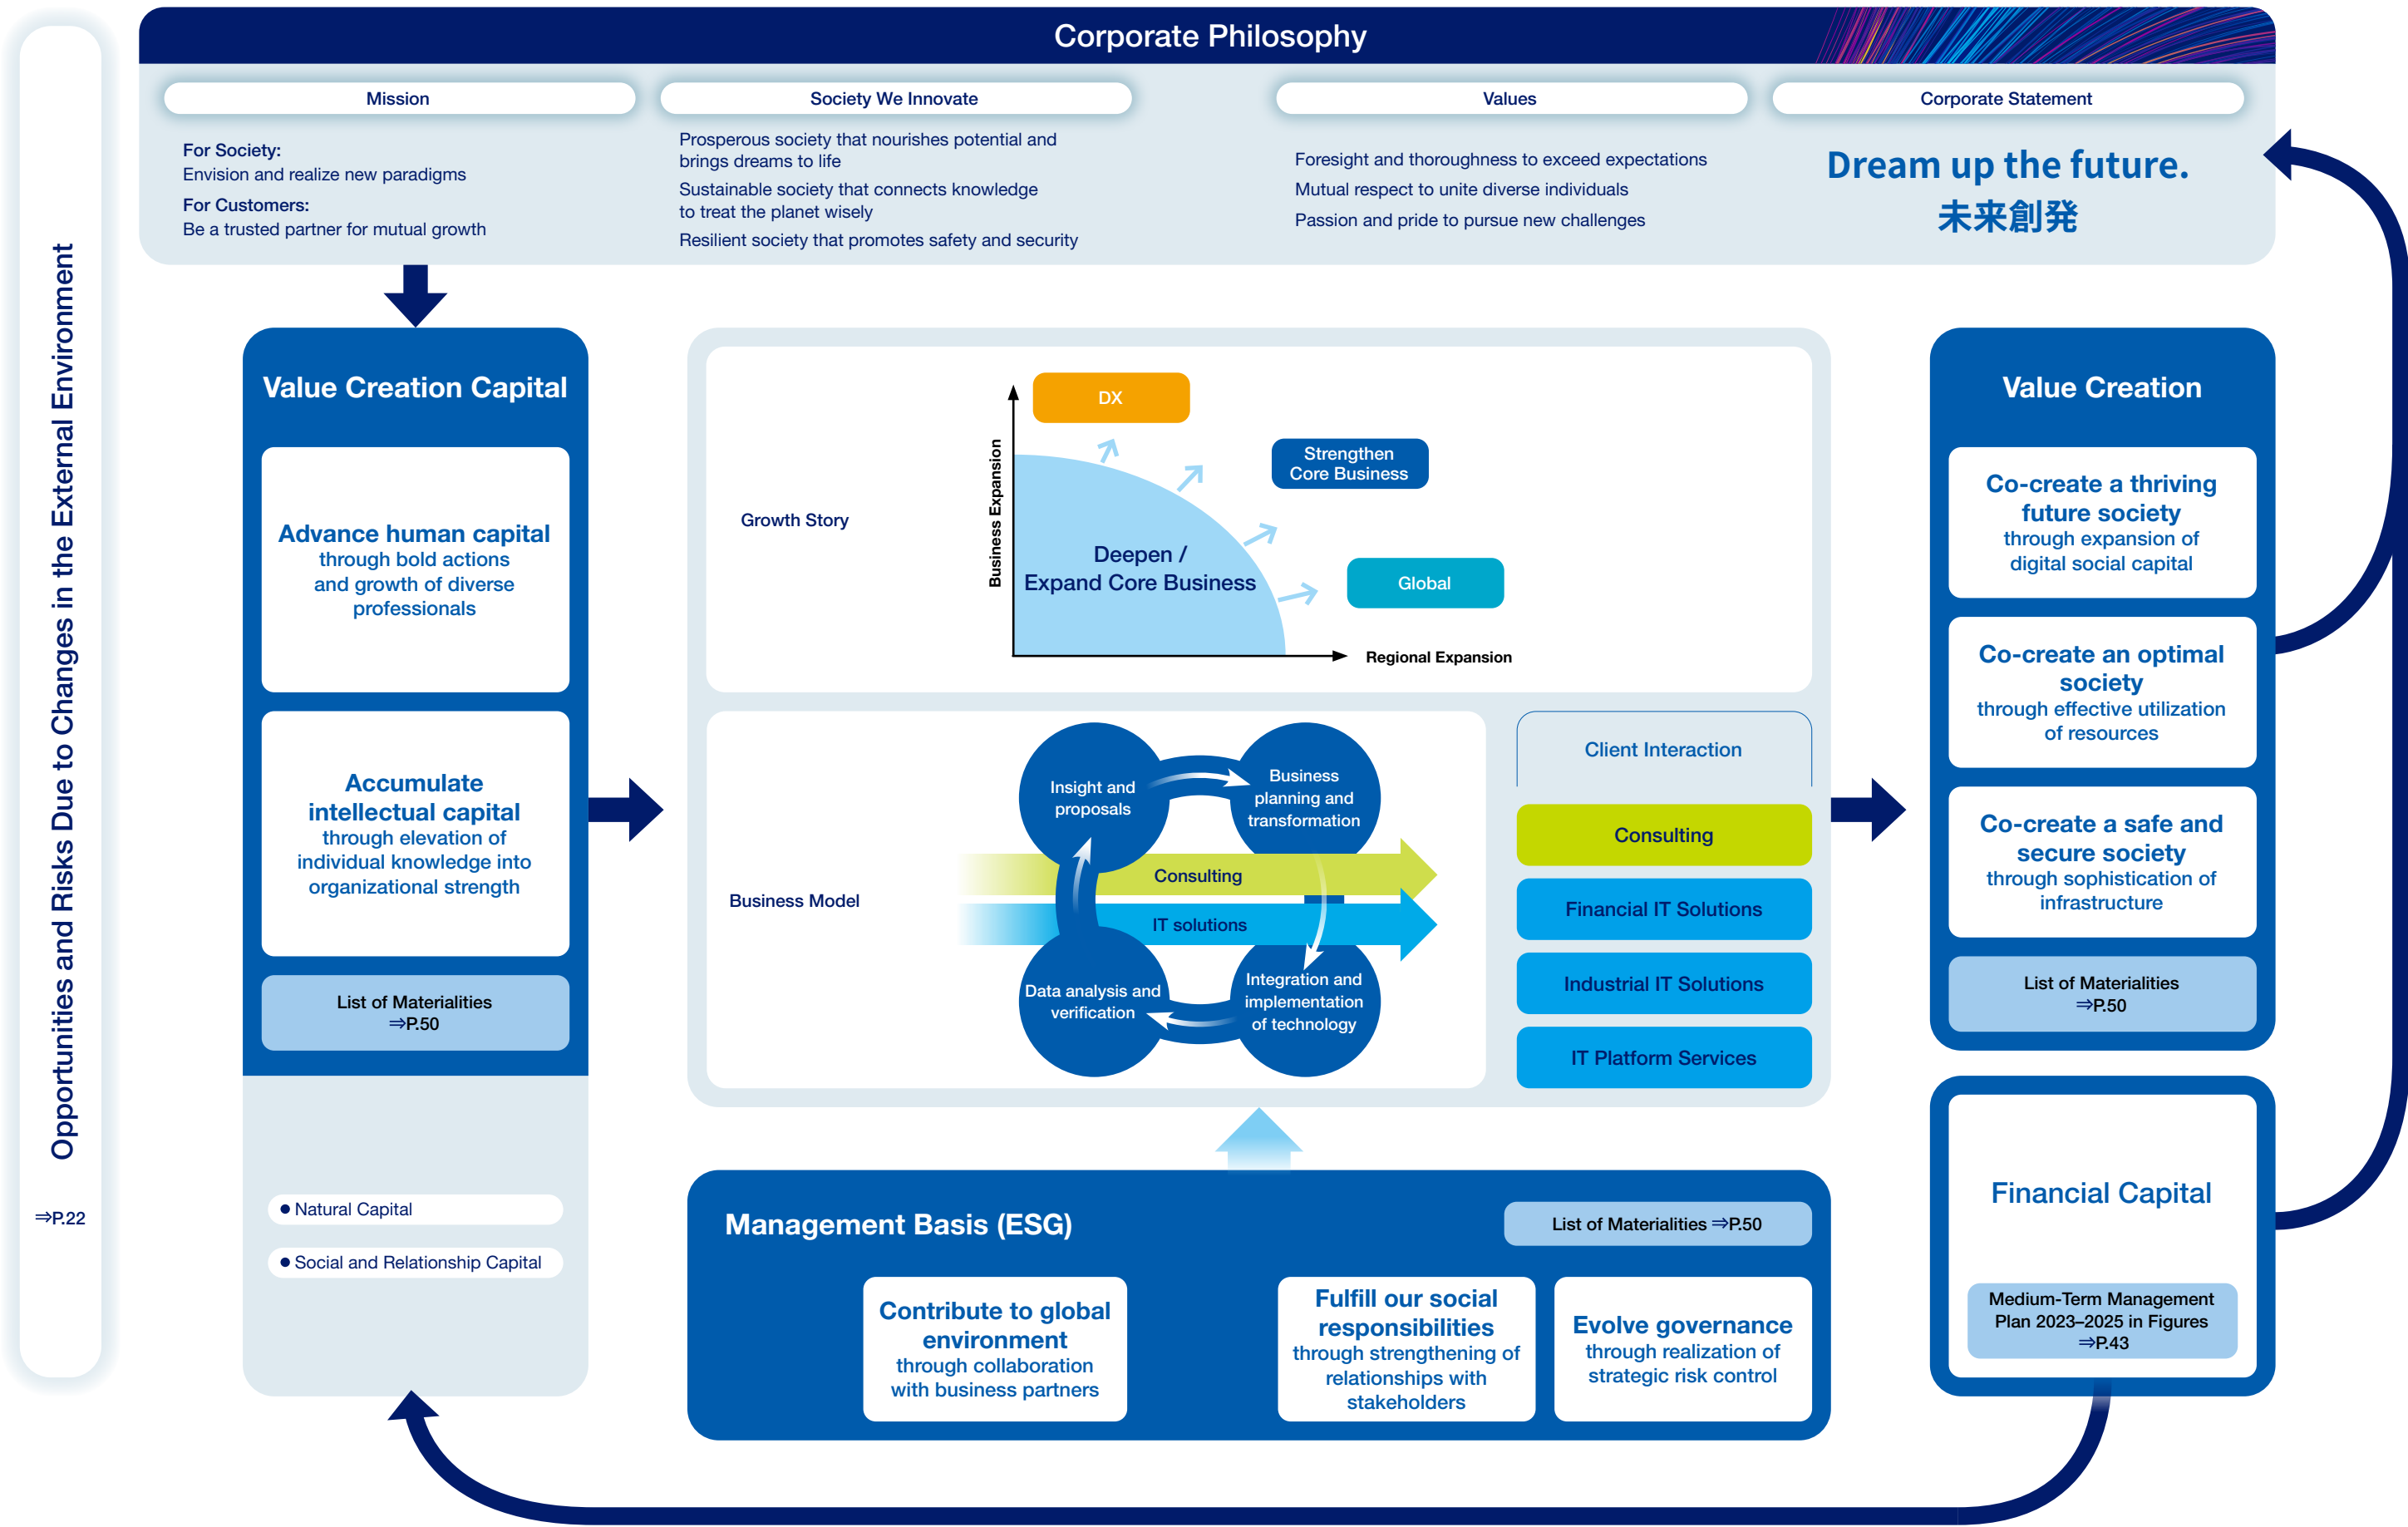 Opportunities and Risks Due to Changes in the External Environment
⇒P.22
Corporate Philosophy
Mission
For Society:
Envision and realize new paradigms
For Customers:
Be a trusted partner for mutual growth
Society We Innovate
Prosperous society that nourishes potential and
brings dreams to life
Sustainable society that connects knowledge
to treat the planet wisely
Resilient society that promotes safety and security
Values
Foresight and thoroughness to exceed expectations
Mutual respect to unite diverse individuals
Passion and pride to pursue new challenges
Corporate Statement
Dream up the future.
未来創発
Value Creation Capital
Advance human capital
through bold actions
and growth of diverse
professionals
Accumulate
intellectual capital
through elevation of
individual knowledge into
organizational strength
List of Materialities
⇒P.50
● Natural Capital
● Social and Relationship Capital
Growth Story
Business Expansion
DX
Strengthen
Core Business
Deepen /
Expand Core Business
Global
Regional Expansion
Business Model
Insight and
proposals
Business
planning and
transformation
Consulting
IT solutions
Data analysis and
verification
Integration and
implementation
of technology
Client Interaction
Consulting
Financial IT Solutions
Industrial IT Solutions
IT Platform Services
Management Basis (ESG)
List of Materialities ⇒P.50
Contribute to global
environment
through collaboration
with business partners
Fulfill our social
responsibilities
through strengthening of
relationships with
stakeholders
Evolve governance
through realization of
strategic risk control
Value Creation
Co-create a thriving
future society
through expansion of
digital social capital
Co-create an optimal
society
through effective utilization
of resources
Co-create a safe and
secure society
through sophistication of
infrastructure
List of Materialities
⇒P.50
Financial Capital
Medium-Term Management
Plan 2023–2025 in Figures
⇒P.43